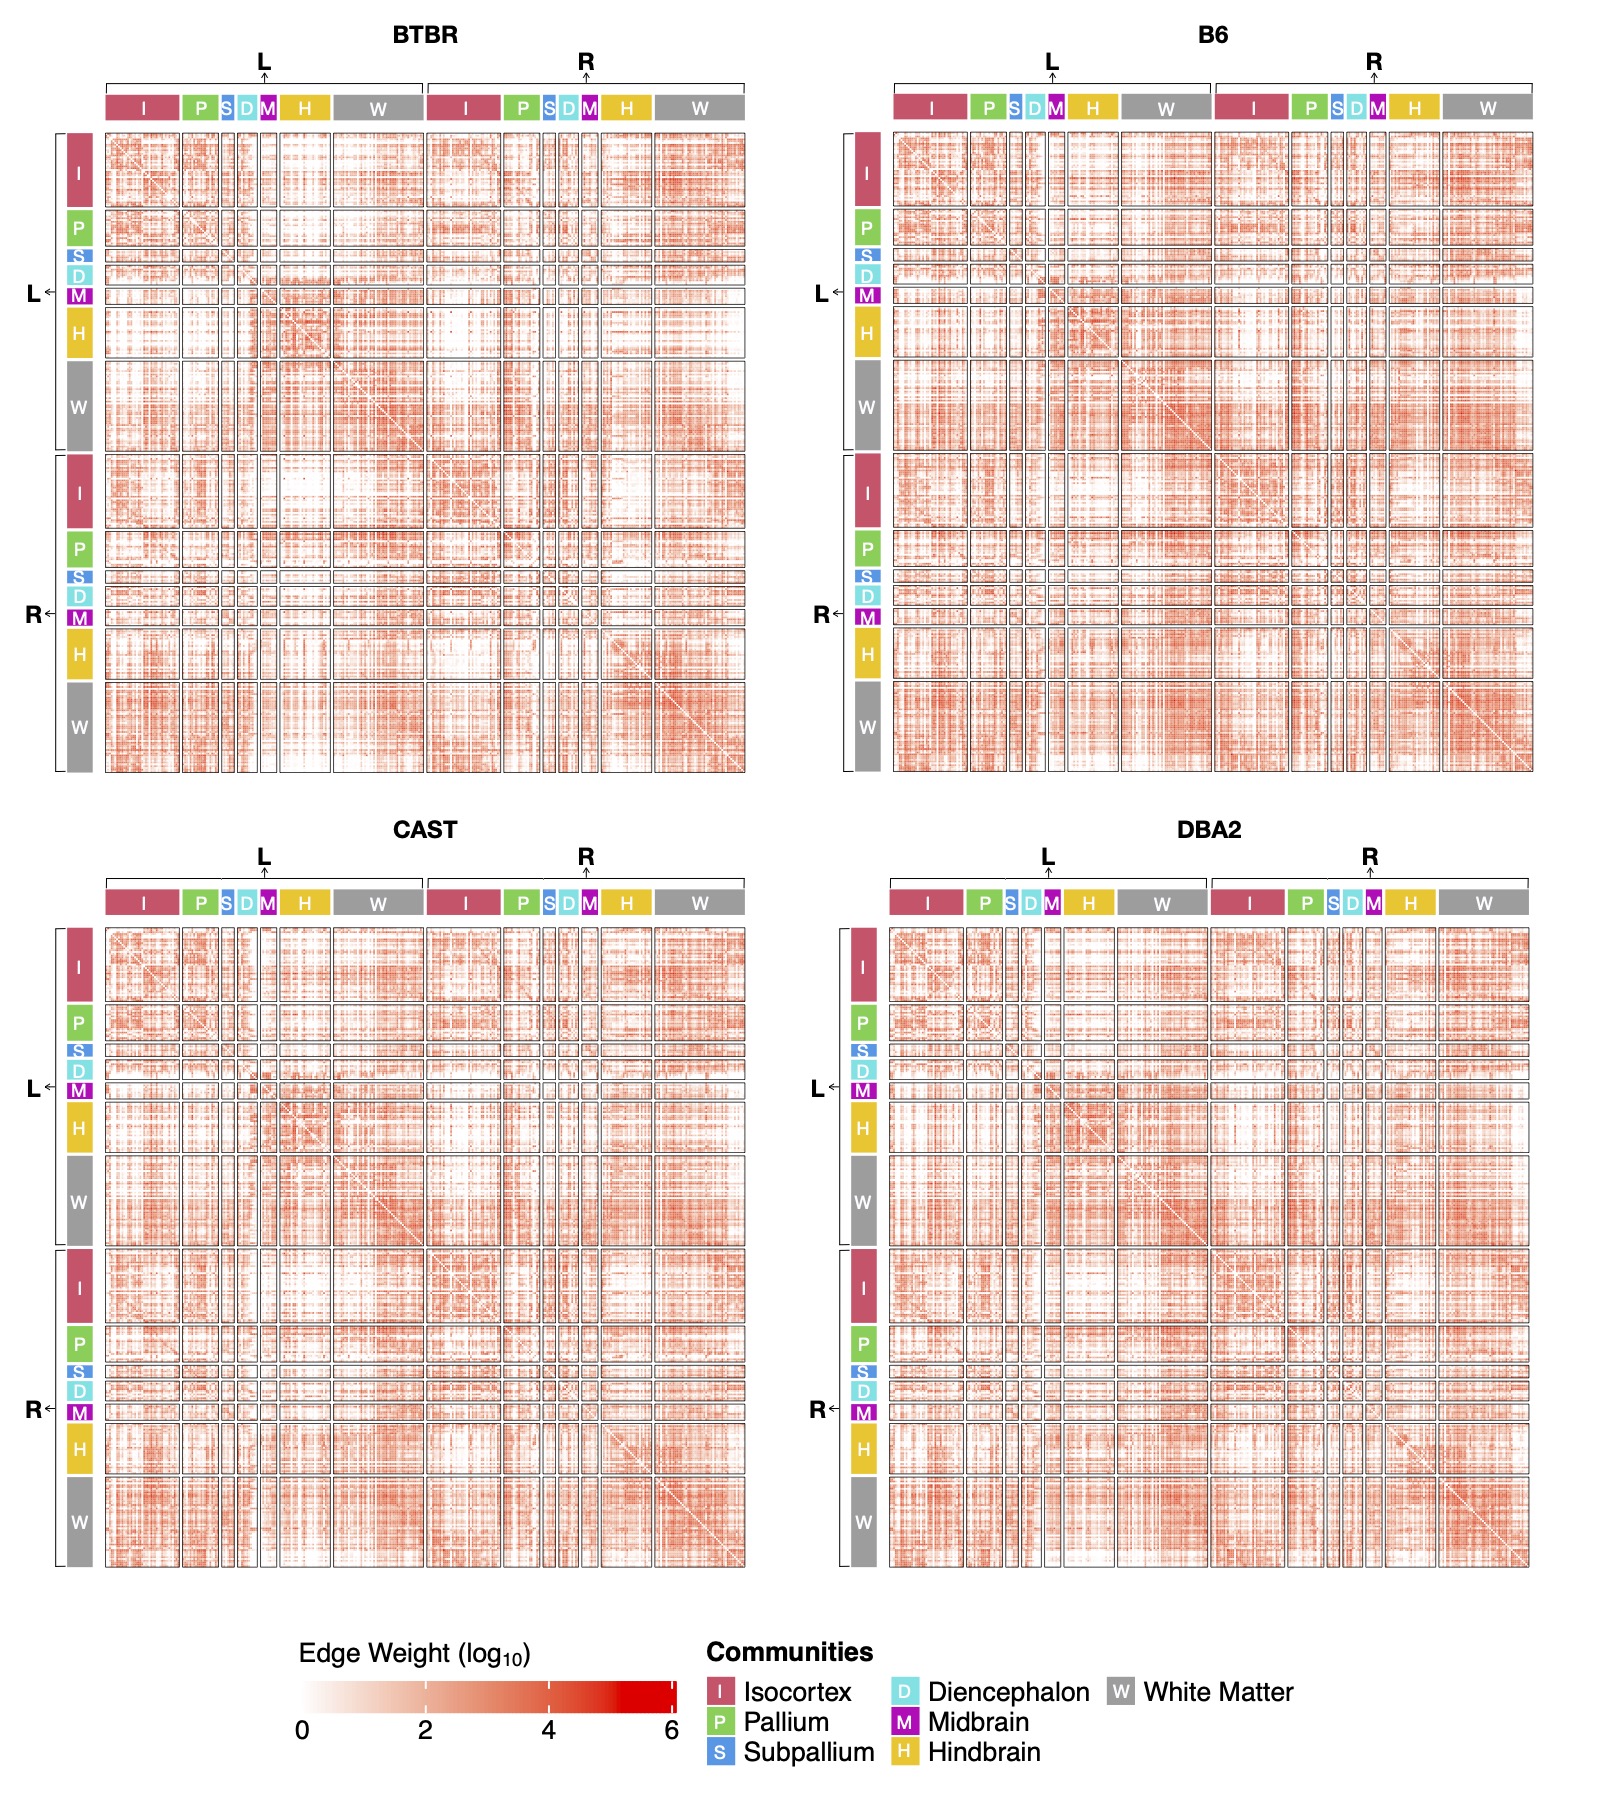 BTBR
L R
I P S D M H W I P S D M H W
I
P
S
D
L M
H
W
I
P
S
D
R M
H
W
B6
L R
I P S D M H W I P S D M H W
I
P
S
D
L M
H
W
I
P
S
D
R M
H
W
CAST
L R
I P S D M H W I P S D M H W
I
P
S
D
L M
H
W
I
P
S
D
R M
H
W
DBA2
L R
I P S D M H W I P S D M H W
I
P
S
D
L M
H
W
I
P
S
D
R M
H
W
Edge Weight (log₁₀)
0 2 4 6
Communities
I Isocortex
P Pallium
S Subpallium
D Diencephalon
M Midbrain
H Hindbrain
W White Matter